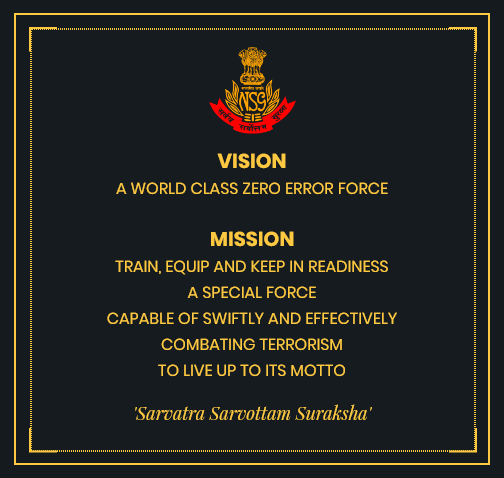 NSG
VISION
A WORLD CLASS ZERO ERROR FORCE
MISSION
TRAIN, EQUIP AND KEEP IN READINESS
A SPECIAL FORCE
CAPABLE OF SWIFTLY AND EFFECTIVELY
COMBATING TERRORISM
TO LIVE UP TO ITS MOTTO
'Sarvatra Sarvottam Suraksha'